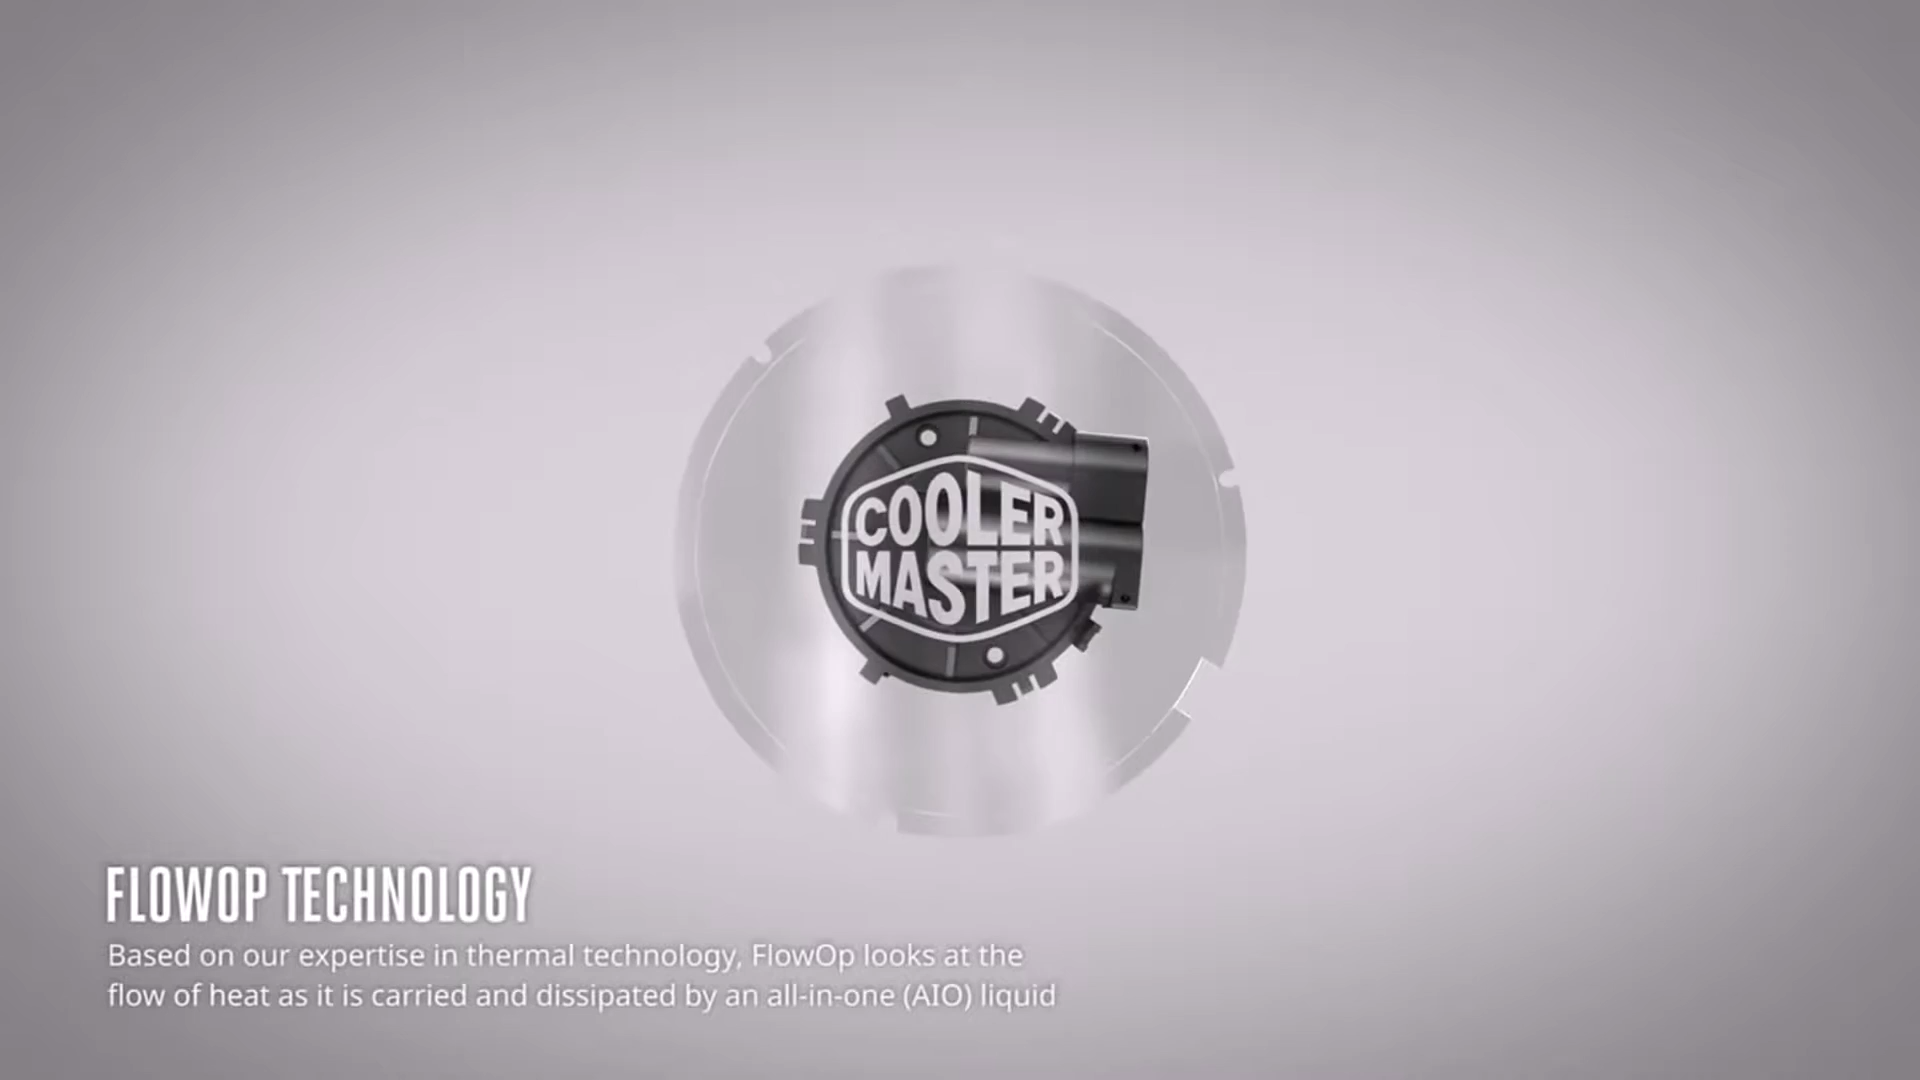 COOLER
MASTER
FLOWOP TECHNOLOGY
Based on our expertise in thermal technology, FlowOp looks at the
flow of heat as it is carried and dissipated by an all-in-one (AIO) liquid